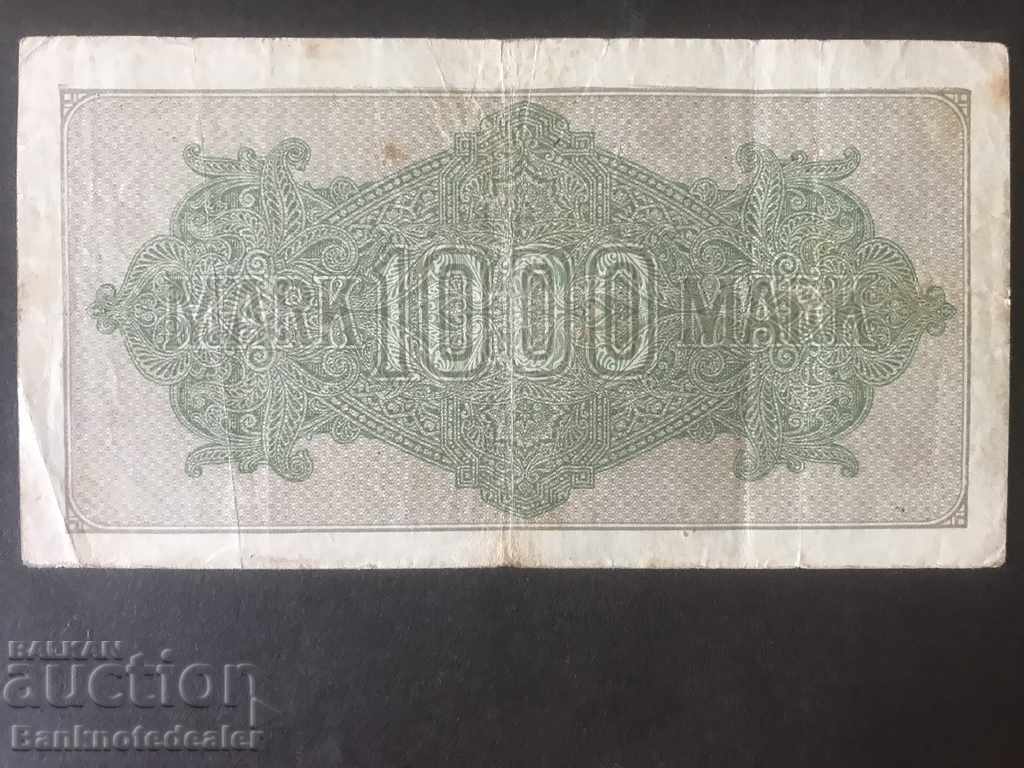 MARK 1000 MARK
BALKAN
auction
Banknotedealer